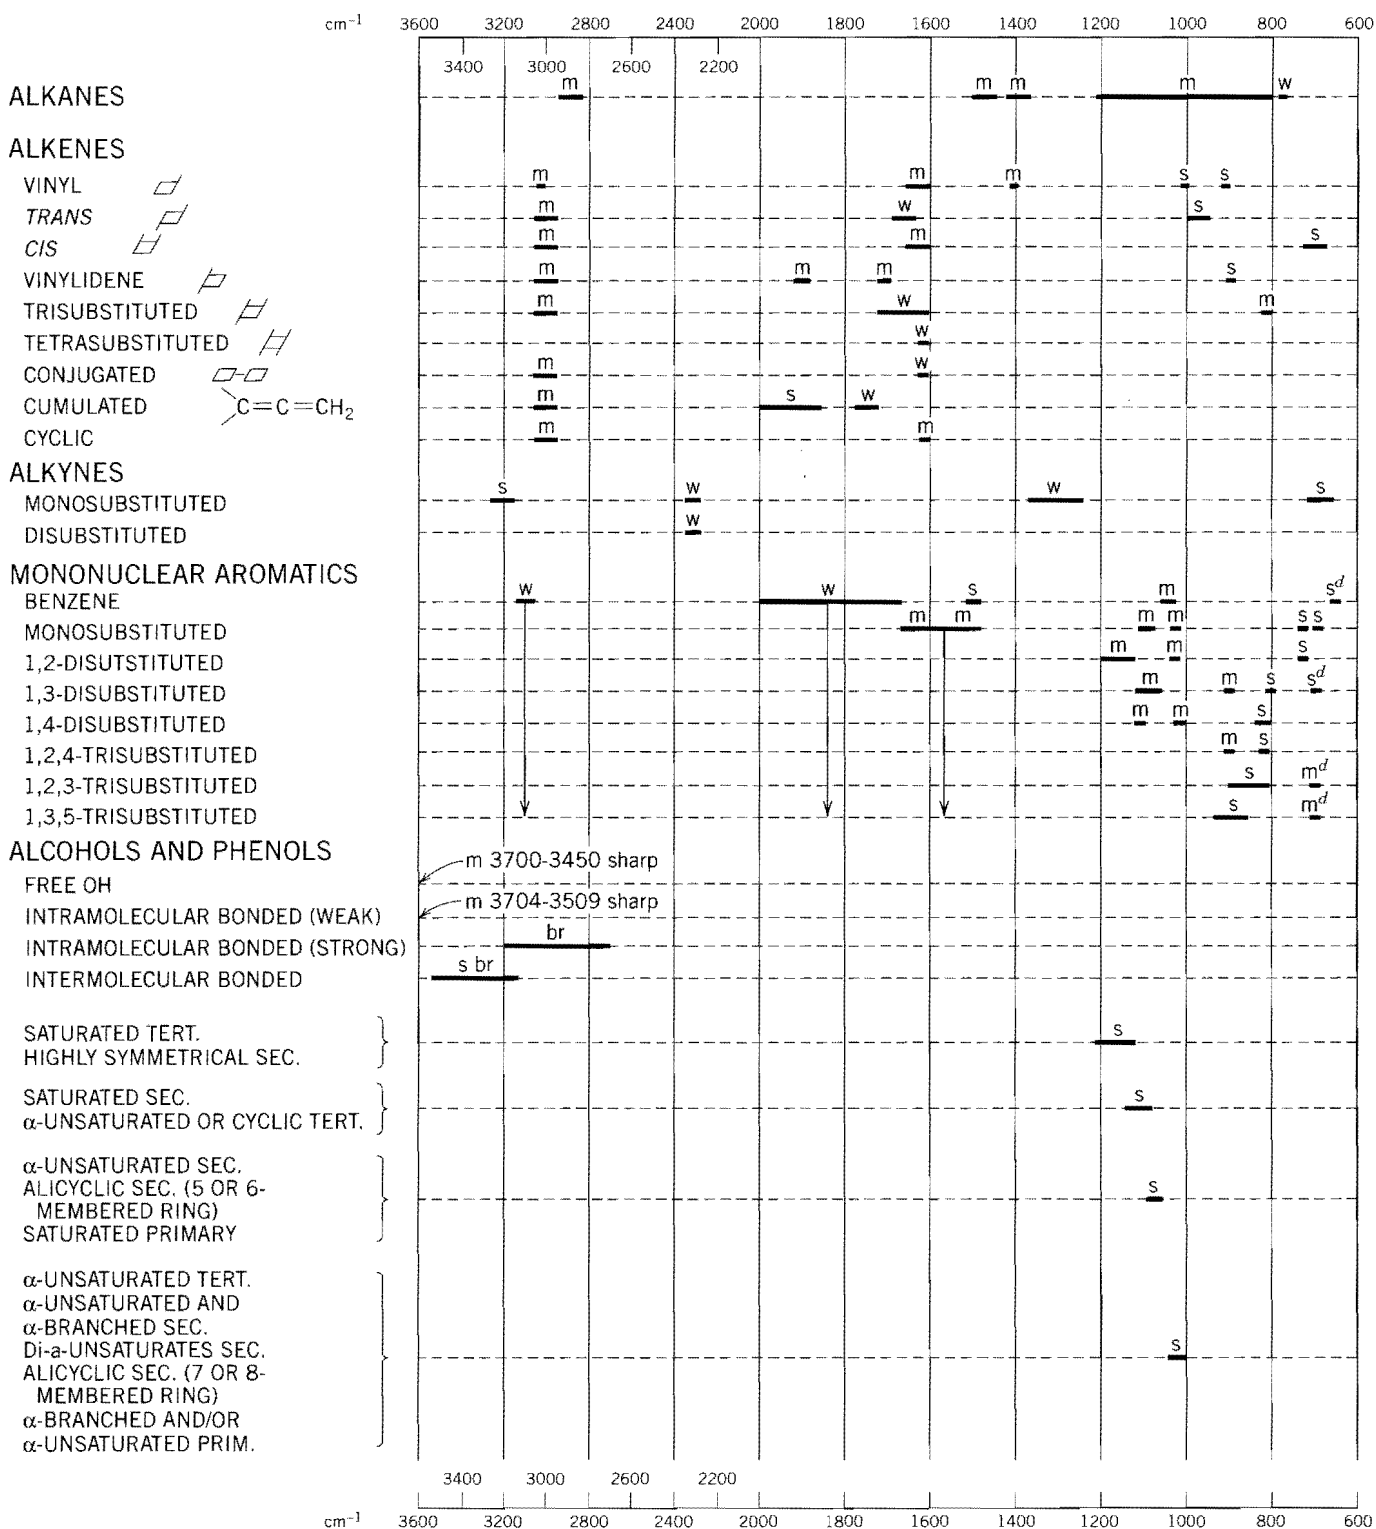 cm⁻¹ 3600 3200 2800 2400 2000 1800 1600 1400 1200 1000 800 600
3400 3000 2600 2200
ALKANES m m m m w
ALKENES
VINYL m m m s s
TRANS m w s
CIS m m s
VINYLIDENE m m m s
TRISUBSTITUTED m w m
TETRASUBSTITUTED w
CONJUGATED m w
CUMULATED C=C=CH₂ m s w
CYCLIC m m
ALKYNES
MONOSUBSTITUTED s w w s
DISUBSTITUTED w
MONONUCLEAR AROMATICS
BENZENE w w s m sᵈ
MONOSUBSTITUTED m m m m s s
1,2-DISUTSTITUTED m m s
1,3-DISUBSTITUTED m m s sᵈ
1,4-DISUBSTITUTED m m s
1,2,4-TRISUBSTITUTED m s
1,2,3-TRISUBSTITUTED s mᵈ
1,3,5-TRISUBSTITUTED s mᵈ
ALCOHOLS AND PHENOLS
m 3700-3450 sharp
FREE OH
m 3704-3509 sharp
INTRAMOLECULAR BONDED (WEAK)
INTRAMOLECULAR BONDED (STRONG) br
INTERMOLECULAR BONDED s br
SATURATED TERT.
HIGHLY SYMMETRICAL SEC. s
SATURATED SEC.
α-UNSATURATED OR CYCLIC TERT. s
α-UNSATURATED SEC.
ALICYCLIC SEC. (5 OR 6-
MEMBERED RING) s
SATURATED PRIMARY
α-UNSATURATED TERT.
α-UNSATURATED AND
α-BRANCHED SEC.
Di-a-UNSATURATES SEC. s
ALICYCLIC SEC. (7 OR 8-
MEMBERED RING)
α-BRANCHED AND/OR
α-UNSATURATED PRIM.
3400 3000 2600 2200
cm⁻¹ 3600 3200 2800 2400 2000 1800 1600 1400 1200 1000 800 600